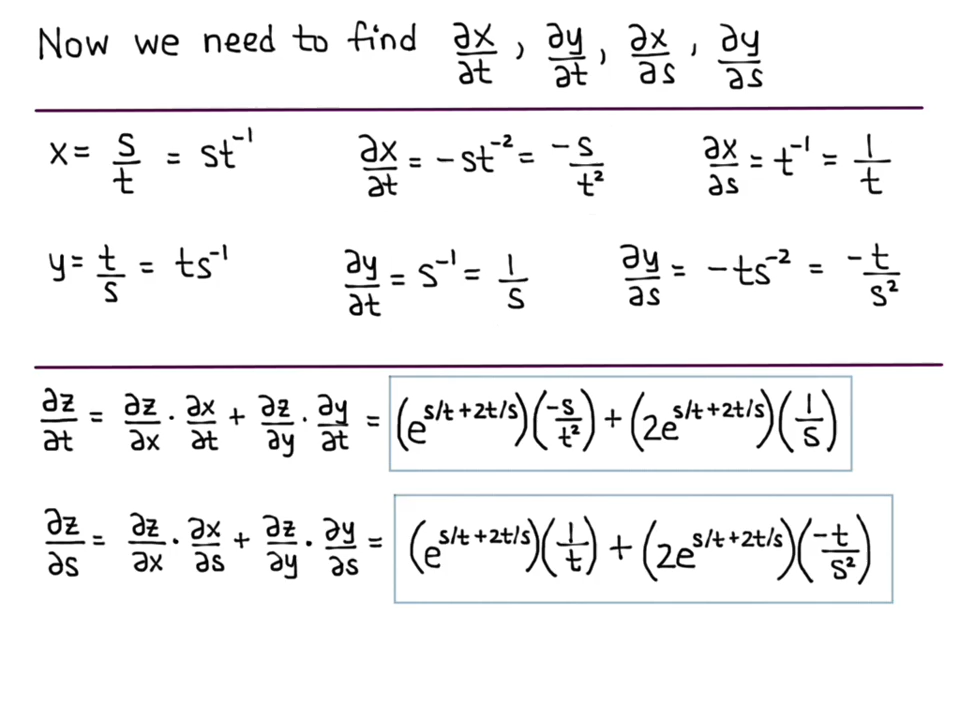 Now we need to find ∂x/∂t, ∂y/∂t, ∂x/∂s, ∂y/∂s
x = s/t = st⁻¹ ∂x/∂t = -st⁻² = -s/t² ∂x/∂s = t⁻¹ = 1/t
y = t/s = ts⁻¹ ∂y/∂t = s⁻¹ = 1/s ∂y/∂s = -ts⁻² = -t/s²
∂z/∂t = ∂z/∂x · ∂x/∂t + ∂z/∂y · ∂y/∂t = (e^(s/t+2t/s))(-s/t²) + (2e^(s/t+2t/s))(1/s)
∂z/∂s = ∂z/∂x · ∂x/∂s + ∂z/∂y · ∂y/∂s = (e^(s/t+2t/s))(1/t) + (2e^(s/t+2t/s))(-t/s²)